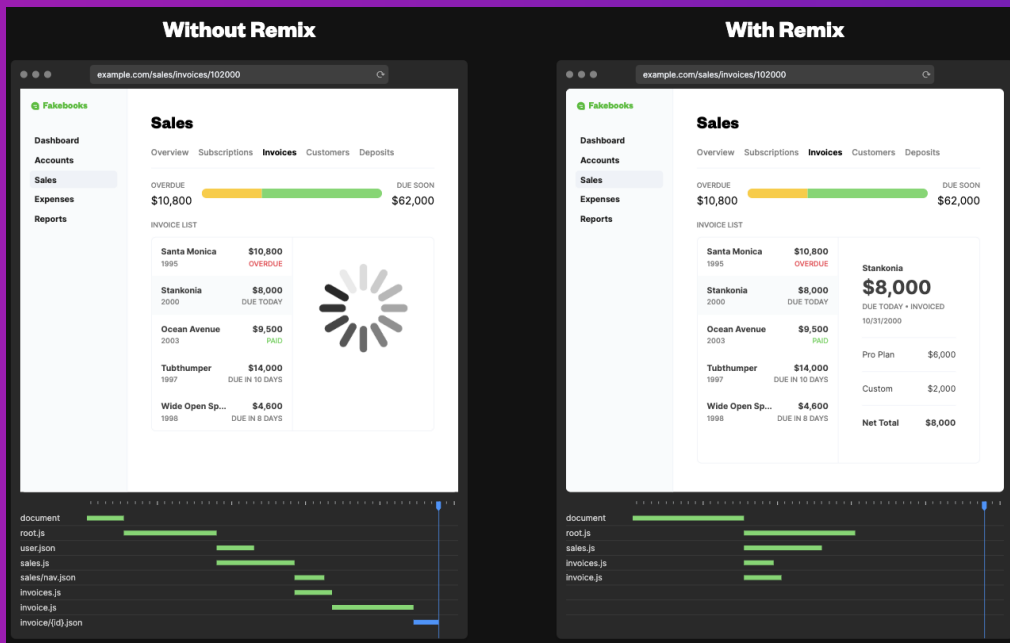 Without Remix
example.com/sales/invoices/102000
Fakebooks
Dashboard
Accounts
Sales
Expenses
Reports
Sales
Overview Subscriptions Invoices Customers Deposits
OVERDUE DUE SOON
$10,800 $62,000
INVOICE LIST
Santa Monica $10,800
1995 OVERDUE
Stankonia $8,000
2000 DUE TODAY
Ocean Avenue $9,500
2003 PAID
Tubthumper $14,000
1997 DUE IN 10 DAYS
Wide Open Sp... $4,600
1998 DUE IN 8 DAYS
document
root.js
user.json
sales.js
sales/nav.json
invoices.js
invoice.js
invoice/{id}.json
With Remix
example.com/sales/invoices/102000
Fakebooks
Dashboard
Accounts
Sales
Expenses
Reports
Sales
Overview Subscriptions Invoices Customers Deposits
OVERDUE DUE SOON
$10,800 $62,000
INVOICE LIST
Santa Monica $10,800
1995 OVERDUE
Stankonia $8,000
2000 DUE TODAY
Ocean Avenue $9,500
2003 PAID
Tubthumper $14,000
1997 DUE IN 10 DAYS
Wide Open Sp... $4,600
1998 DUE IN 8 DAYS
Stankonia
$8,000
DUE TODAY • INVOICED
10/31/2000
Pro Plan $6,000
Custom $2,000
Net Total $8,000
document
root.js
sales.js
invoices.js
invoice.js